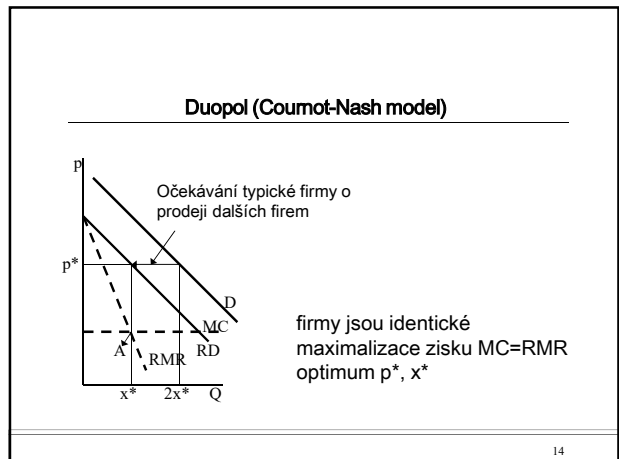 Duopol (Cournot-Nash model)
p
Očekávání typické firmy o
prodeji dalších firem
p*
D
MC
A
RMR
RD
x*
2x*
Q
firmy jsou identické
maximalizace zisku MC=RMR
optimum p*, x*
14